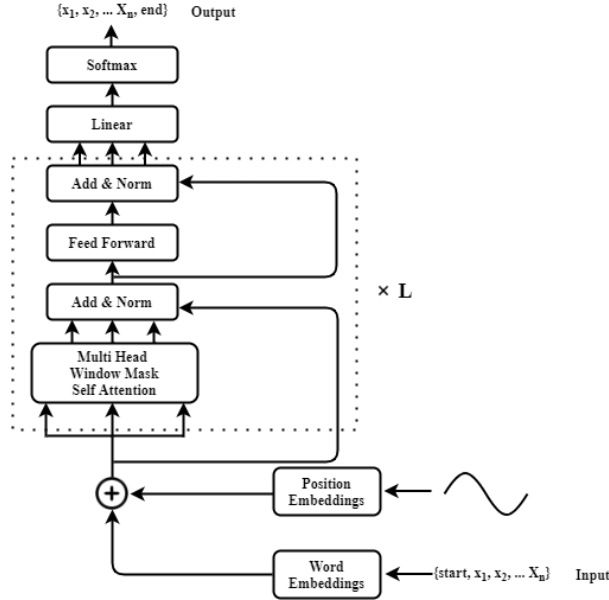 {x₁, x₂, ... Xₙ, end} Output
Softmax
Linear
Add & Norm
Feed Forward
Add & Norm
× L
Multi Head
Window Mask
Self Attention
Position
Embeddings
Word
Embeddings
{start, x₁, x₂, ... Xₙ} Input